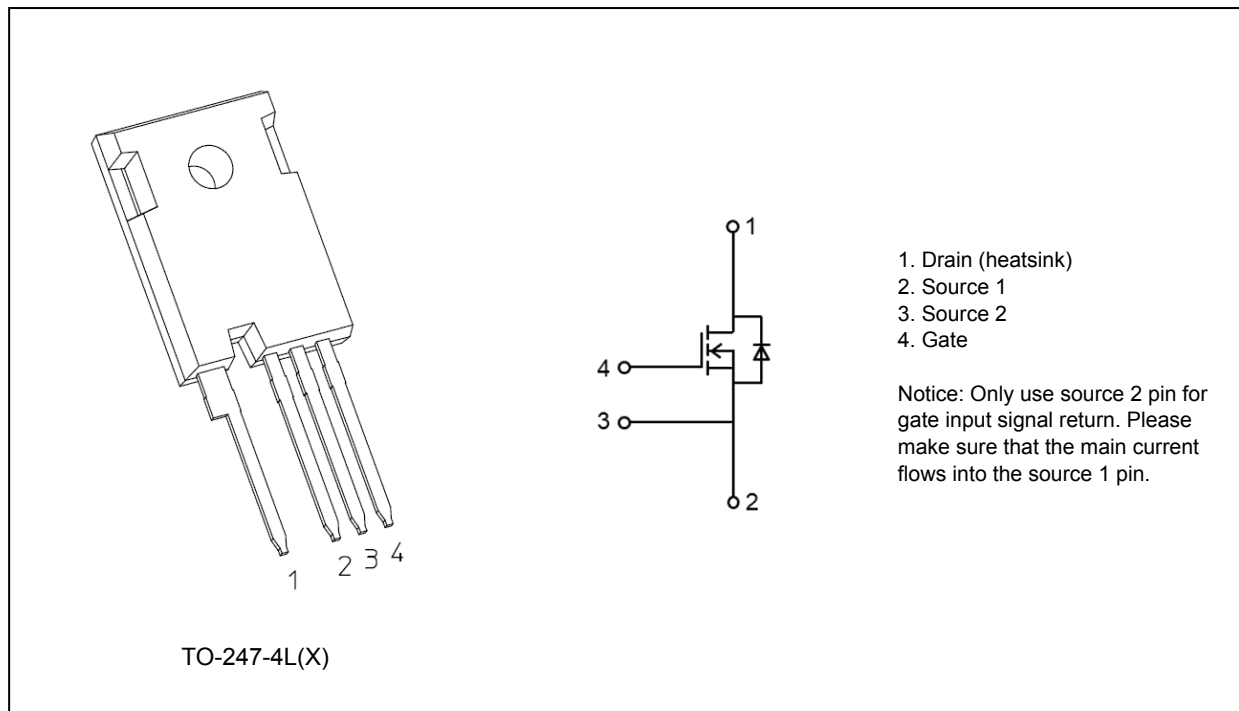 1
2
3
4
TO-247-4L(X)
1
4
3
2
1. Drain (heatsink)
2. Source 1
3. Source 2
4. Gate
Notice: Only use source 2 pin for
gate input signal return. Please
make sure that the main current
flows into the source 1 pin.